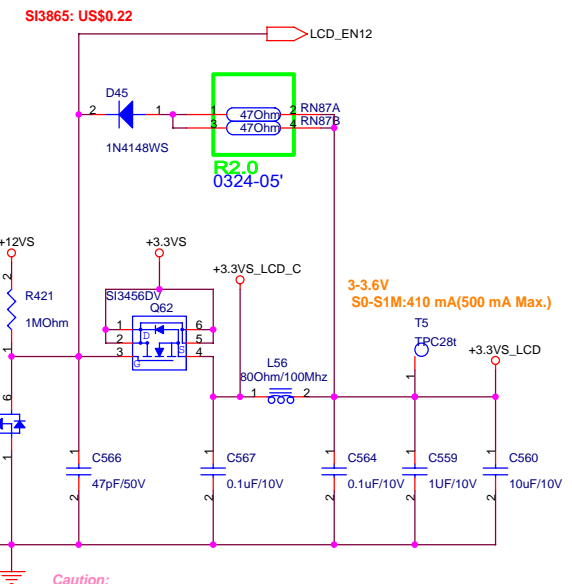 SI3865: US$0.22
LCD_EN12
D45
2 1
1N4148WS
1 47Ohm 2 RN87A
3 47Ohm 4 RN87B
R2.0
0324-05'
+12VS
+3.3VS
+3.3VS_LCD_C
3-3.6V
S0-S1M:410 mA(500 mA Max.)
2
R421
1MOhm
1
SI3456DV
Q62
1 6
2 D S 5
3 G 4
T5
TPC28t
1
+3.3VS_LCD
L56
80Ohm/100Mhz
1 2
6
1
1
C566
47pF/50V
2
1
C567
0.1uF/10V
2
1
C564
0.1uF/10V
2
1
C559
1UF/10V
2
1
C560
10uF/10V
2
Caution: